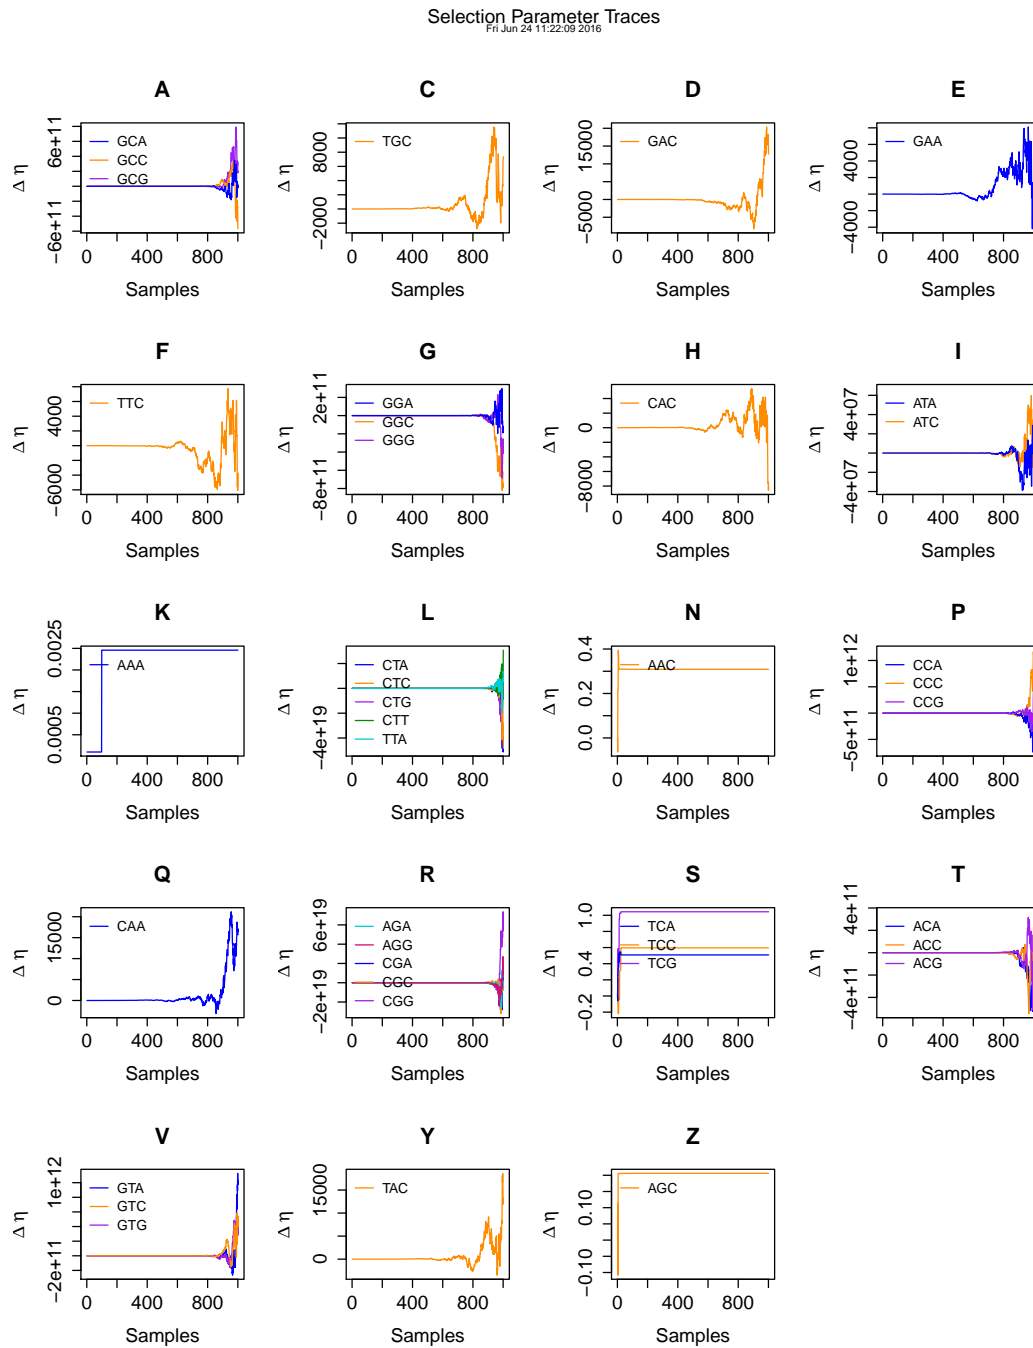 Selection Parameter Traces
Fri Jun 24 11:22:09 2016
A C D E
Δ η −6e+11 6e+11 GCA GCC GCG 0 400 800 Samples
Δ η −2000 8000 TGC 0 400 800 Samples
Δ η −5000 15000 GAC 0 400 800 Samples
Δ η −4000 4000 GAA 0 400 800 Samples
F G H I
Δ η −6000 4000 TTC 0 400 800 Samples
Δ η −8e+11 2e+11 GGA GGC GGG 0 400 800 Samples
Δ η −8000 0 CAC 0 400 800 Samples
Δ η −4e+07 4e+07 ATA ATC 0 400 800 Samples
K L N P
Δ η 0.0005 0.0025 AAA 0 400 800 Samples
Δ η −4e+19 CTA CTC CTG CTT TTA 0 400 800 Samples
Δ η 0.0 0.2 0.4 AAC 0 400 800 Samples
Δ η −5e+11 1e+12 CCA CCC CCG 0 400 800 Samples
Q R S T
Δ η 0 15000 CAA 0 400 800 Samples
Δ η −2e+19 6e+19 AGA AGG CGA CGC CGG 0 400 800 Samples
Δ η −0.2 0.4 1.0 TCA TCC TCG 0 400 800 Samples
Δ η −4e+11 4e+11 ACA ACC ACG 0 400 800 Samples
V Y Z
Δ η −2e+11 1e+12 GTA GTC GTG 0 400 800 Samples
Δ η 0 15000 TAC 0 400 800 Samples
Δ η −0.10 0.10 AGC 0 400 800 Samples